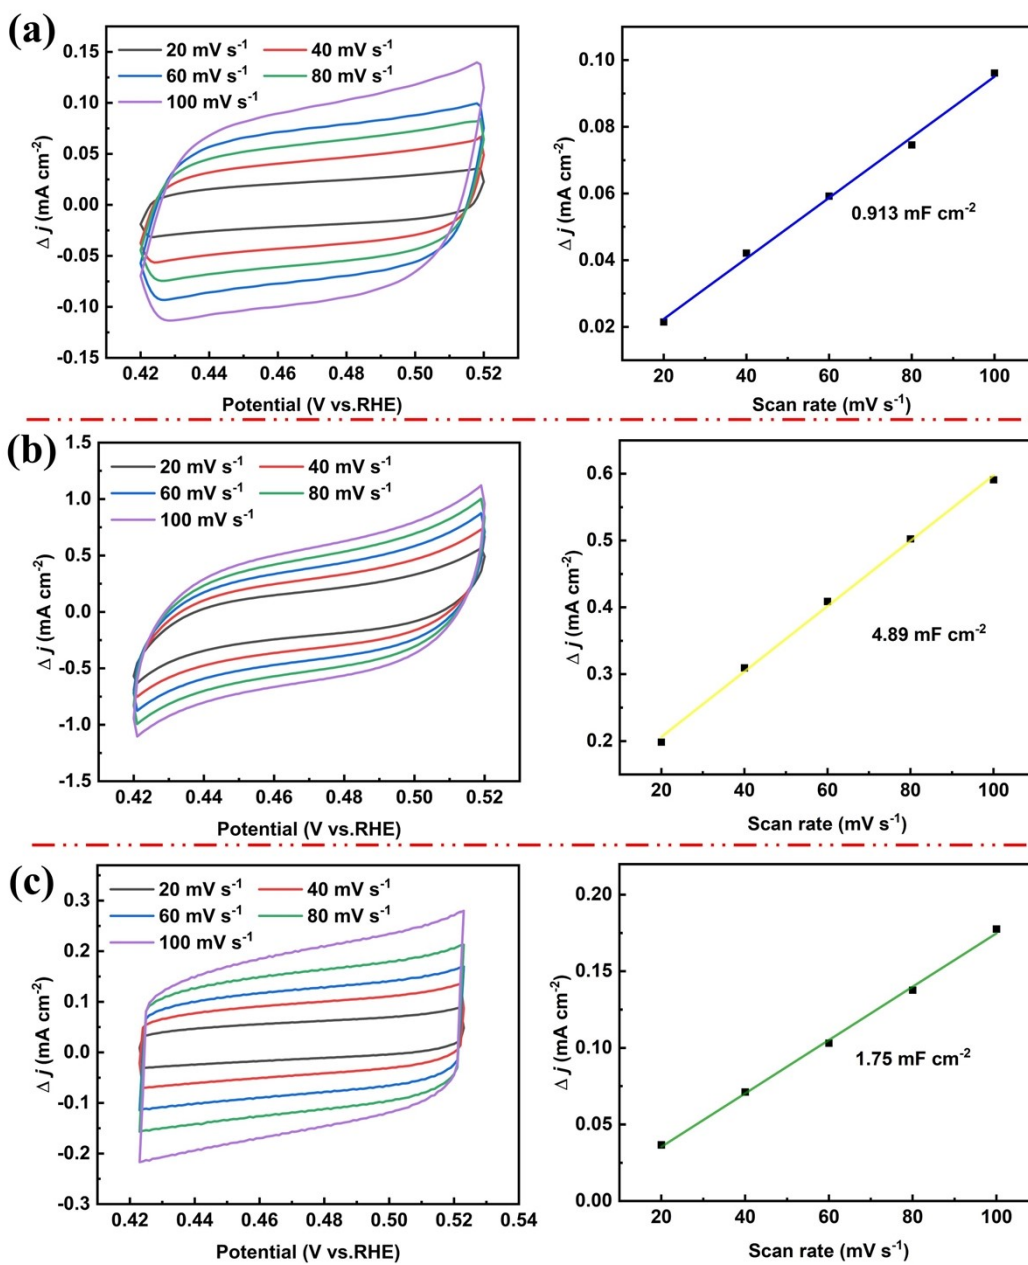 (a)
20 mV s-1 40 mV s-1
60 mV s-1 80 mV s-1
100 mV s-1
0.15
0.10
0.05
0.00
-0.05
-0.10
-0.15
Δ j (mA cm-2)
0.42 0.44 0.46 0.48 0.50 0.52
Potential (V vs.RHE)
0.10
0.08
0.06
0.04
0.02
Δ j (mA cm-2)
0.913 mF cm-2
20 40 60 80 100
Scan rate (mV s-1)
(b)
20 mV s-1 40 mV s-1
60 mV s-1 80 mV s-1
100 mV s-1
1.5
1.0
0.5
0.0
-0.5
-1.0
-1.5
Δ j (mA cm-2)
0.42 0.44 0.46 0.48 0.50 0.52
Potential (V vs.RHE)
0.6
0.5
0.4
0.3
0.2
Δ j (mA cm-2)
4.89 mF cm-2
20 40 60 80 100
Scan rate (mV s-1)
(c)
20 mV s-1 40 mV s-1
60 mV s-1 80 mV s-1
100 mV s-1
0.3
0.2
0.1
0.0
-0.1
-0.2
-0.3
Δ j (mA cm-2)
0.42 0.44 0.46 0.48 0.50 0.52 0.54
Potential (V vs.RHE)
0.20
0.15
0.10
0.05
0.00
Δ j (mA cm-2)
1.75 mF cm-2
20 40 60 80 100
Scan rate (mV s-1)